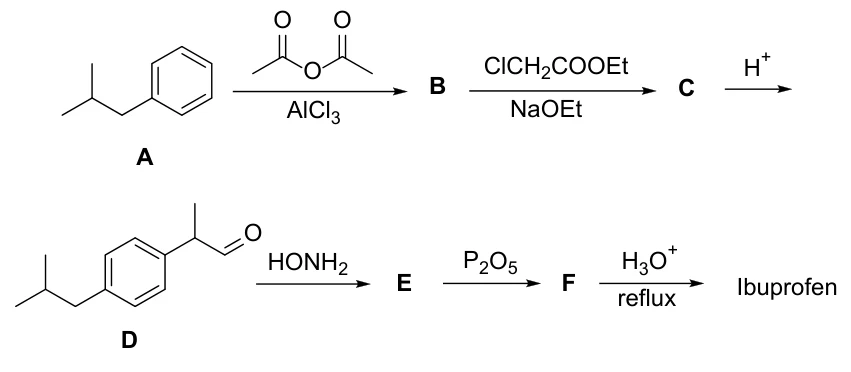 O O
O
AlCl₃
A
B
ClCH₂COOEt
NaOEt
C
H⁺
O
D
HONH₂
E
P₂O₅
F
H₃O⁺
reflux
Ibuprofen